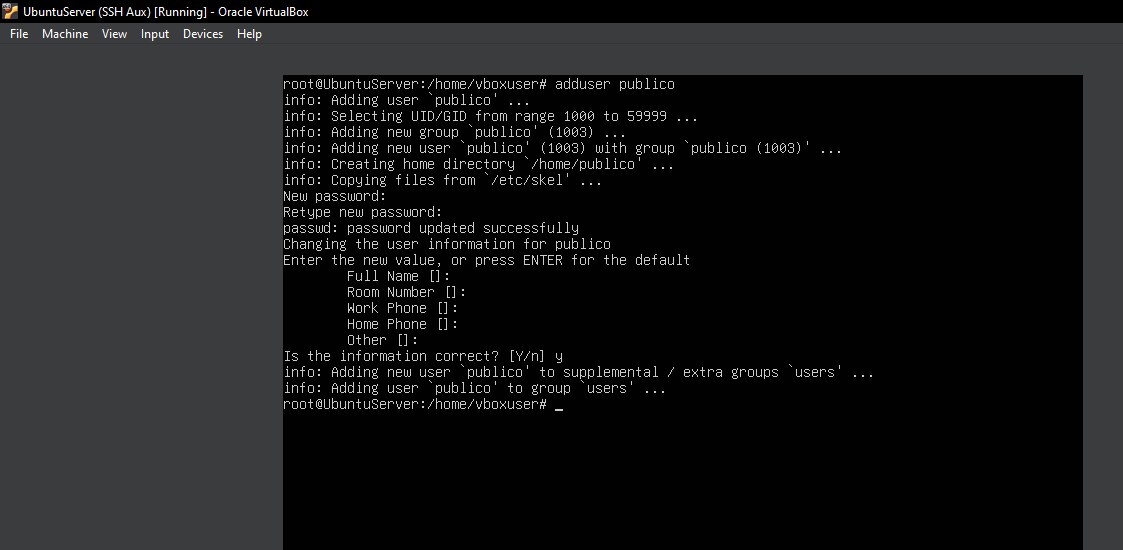 UbuntuServer (SSH Aux) [Running] - Oracle VirtualBox
File Machine View Input Devices Help
root@UbuntuServer:/home/vboxuser# adduser publico
info: Adding user `publico' ...
info: Selecting UID/GID from range 1000 to 59999 ...
info: Adding new group `publico' (1003) ...
info: Adding new user `publico' (1003) with group `publico (1003)' ...
info: Creating home directory `/home/publico' ...
info: Copying files from `/etc/skel' ...
New password:
Retype new password:
passwd: password updated successfully
Changing the user information for publico
Enter the new value, or press ENTER for the default
Full Name []:
Room Number []:
Work Phone []:
Home Phone []:
Other []:
Is the information correct? [Y/n] y
info: Adding new user `publico' to supplemental / extra groups `users' ...
info: Adding user `publico' to group `users' ...
root@UbuntuServer:/home/vboxuser# _